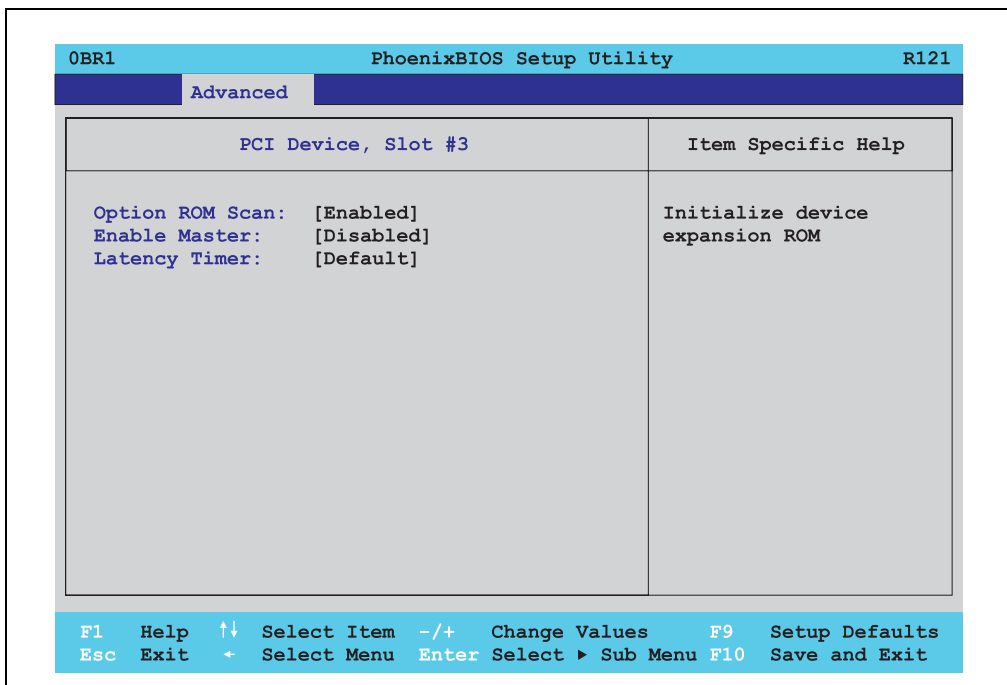 0BR1 PhoenixBIOS Setup Utility R121
Advanced
PCI Device, Slot #3 Item Specific Help
Option ROM Scan: [Enabled] Initialize device
Enable Master: [Disabled] expansion ROM
Latency Timer: [Default]
F1 Help ↑↓ Select Item -/+ Change Values F9 Setup Defaults
Esc Exit ← Select Menu Enter Select ▶ Sub Menu F10 Save and Exit